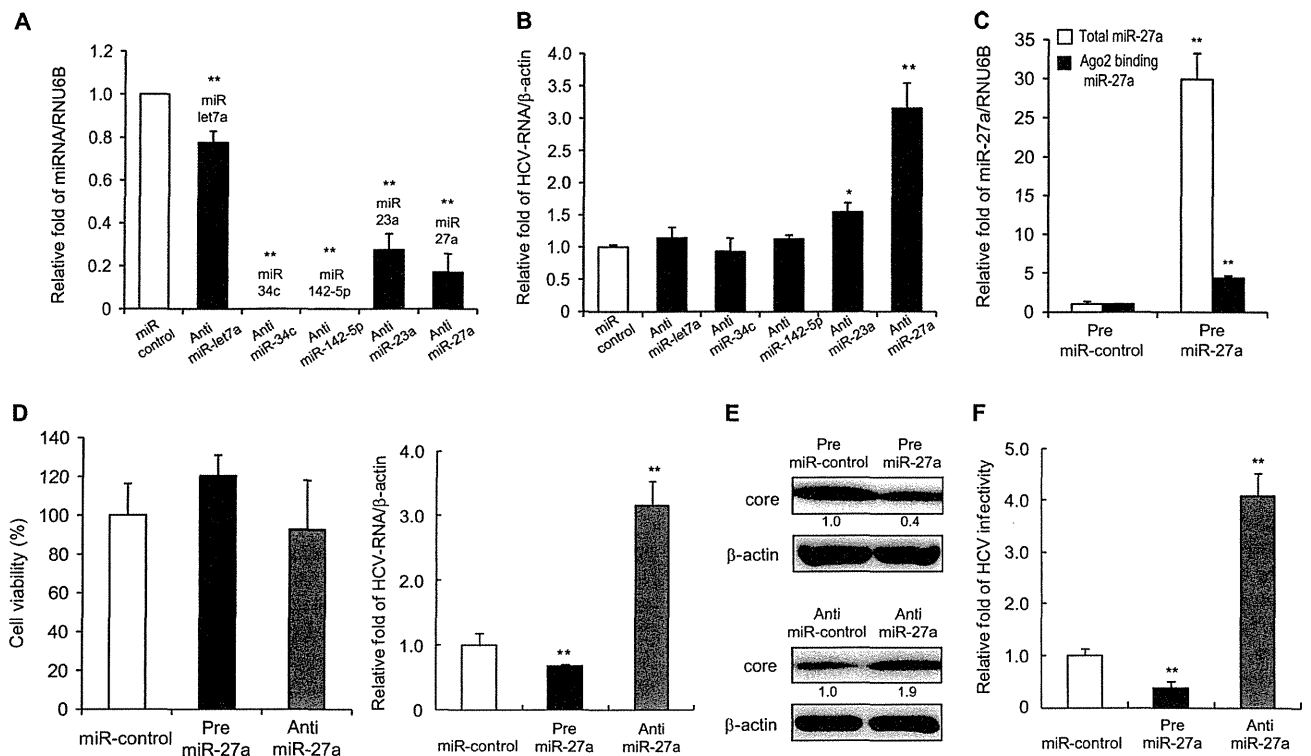 A
Relative fold of miRNA/RNU6B
1.2
1.0
0.8
0.6
0.4
0.2
0
**
miR
let7a
**
miR
34c
**
miR
142-5p
**
miR
23a
**
miR
27a
miR
control
Anti
miR-let7a
Anti
miR-34c
Anti
miR-142-5p
Anti
miR-23a
Anti
miR-27a
B
Relative fold of HCV-RNA/β-actin
4.0
3.5
3.0
2.5
2.0
1.5
1.0
0.5
0.0
*
**
miR
control
Anti
miR-let7a
Anti
miR-34c
Anti
miR-142-5p
Anti
miR-23a
Anti
miR-27a
C
Relative fold of miR-27a/RNU6B
35
30
25
20
15
10
5
0
Total miR-27a
Ago2 binding
miR-27a
**
**
Pre
miR-control
Pre
miR-27a
D
Cell viability (%)
140
120
100
80
60
40
20
0
miR-control
Pre
miR-27a
Anti
miR-27a
Relative fold of HCV-RNA/β-actin
4.0
3.0
1.0
0.0
**
**
miR-control
Pre
miR-27a
Anti
miR-27a
E
Pre
miR-control
Pre
miR-27a
core
1.0
0.4
β-actin
Anti
miR-control
Anti
miR-27a
core
1.0
1.9
β-actin
F
Relative fold of HCV infectivity
5.0
4.0
3.0
2.0
1.0
0.0
**
**
miR-control
Pre
miR-27a
Anti
miR-27a